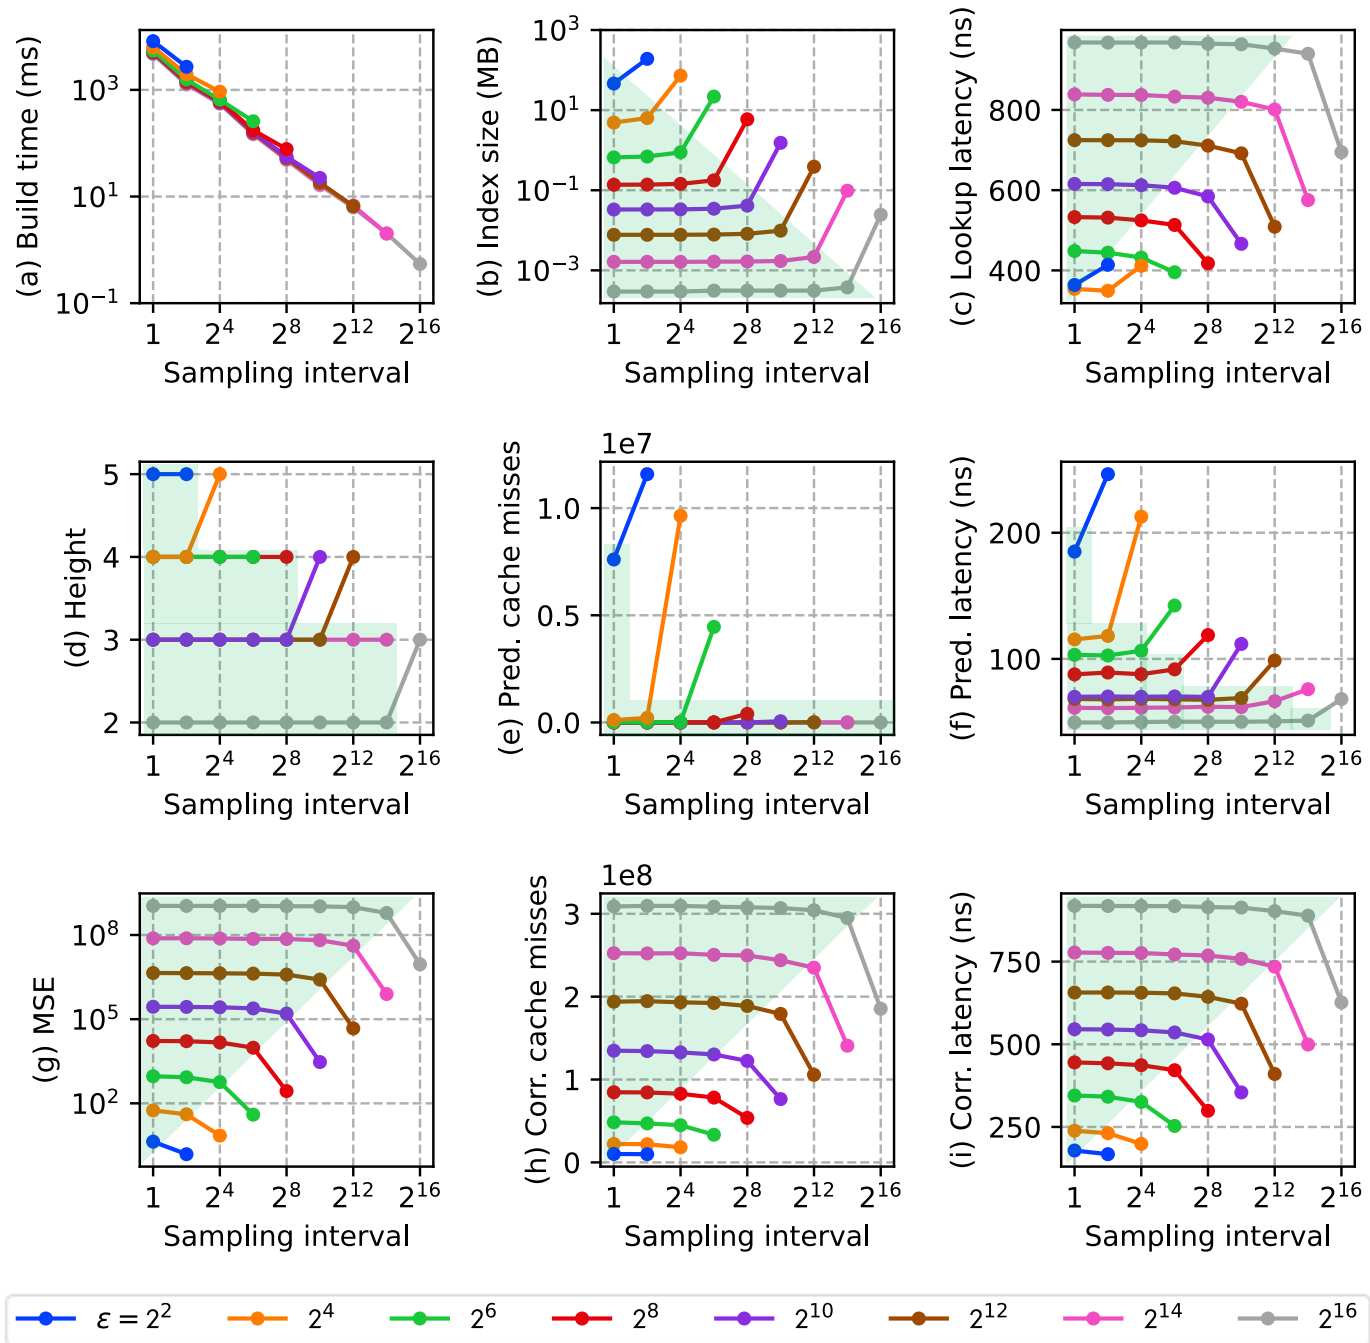 (a) Build time (ms)
10³
10¹
10⁻¹
1 2⁴ 2⁸ 2¹² 2¹⁶
Sampling interval
(b) Index size (MB)
10³
10¹
10⁻¹
10⁻³
1 2⁴ 2⁸ 2¹² 2¹⁶
Sampling interval
(c) Lookup latency (ns)
800
600
400
1 2⁴ 2⁸ 2¹² 2¹⁶
Sampling interval
(d) Height
5
4
3
2
1 2⁴ 2⁸ 2¹² 2¹⁶
Sampling interval
(e) Pred. cache misses
1e7
1.0
0.5
0.0
1 2⁴ 2⁸ 2¹² 2¹⁶
Sampling interval
(f) Pred. latency (ns)
200
100
1 2⁴ 2⁸ 2¹² 2¹⁶
Sampling interval
(g) MSE
10⁸
10⁵
10²
1 2⁴ 2⁸ 2¹² 2¹⁶
Sampling interval
(h) Corr. cache misses
1e8
3
2
1
0
1 2⁴ 2⁸ 2¹² 2¹⁶
Sampling interval
(i) Corr. latency (ns)
750
500
250
1 2⁴ 2⁸ 2¹² 2¹⁶
Sampling interval
ε = 2² 2⁴ 2⁶ 2⁸ 2¹⁰ 2¹² 2¹⁴ 2¹⁶